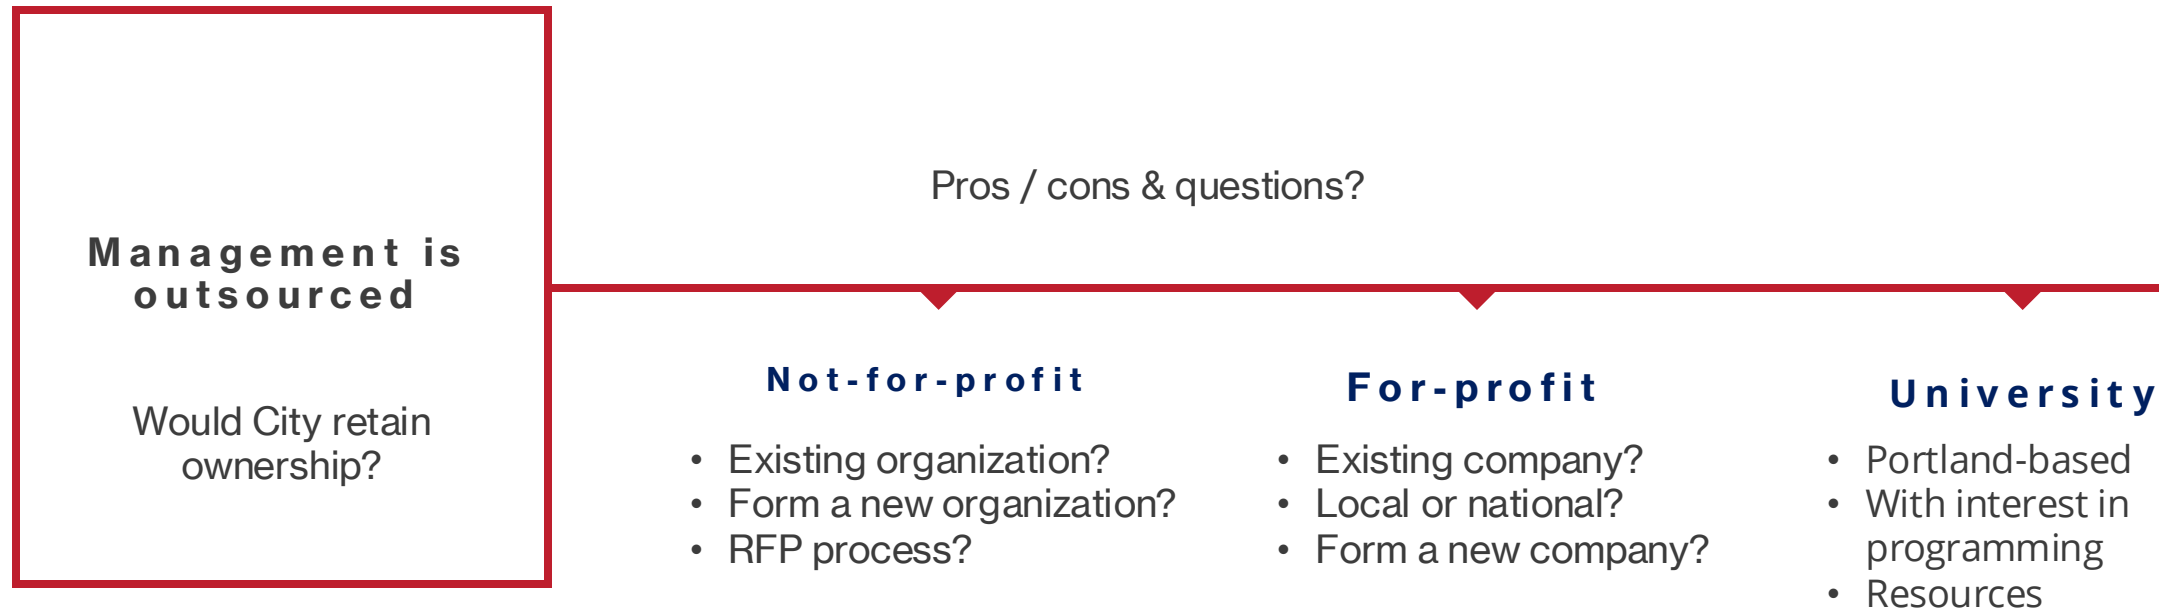 Management is
outsourced
Would City retain
ownership?
Pros / cons & questions?
Not-for-profit
• Existing organization?
• Form a new organization?
• RFP process?
For-profit
• Existing company?
• Local or national?
• Form a new company?
University
• Portland-based
• With interest in
programming
• Resources